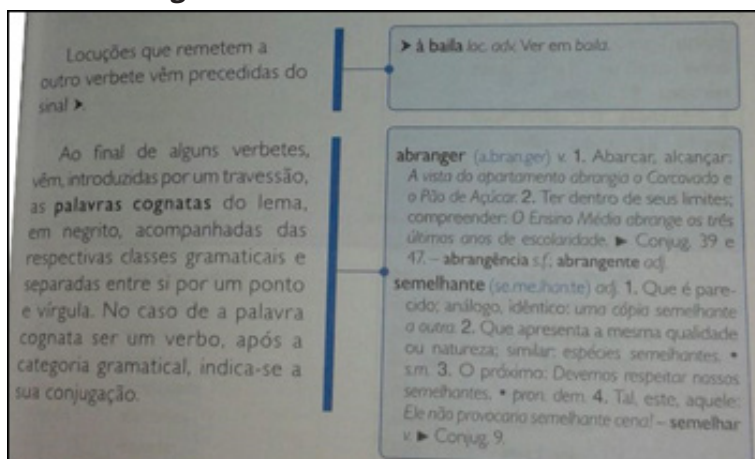 Locuções que remetem a
outro verbete vêm precedidas do
sinal ➤.
➤ à baila loc. adv. Ver em baila.
Ao final de alguns verbetes,
vêm, introduzidas por um travessão,
as palavras cognatas do lema,
em negrito, acompanhadas das
respectivas classes gramaticais e
separadas entre si por um ponto
e vírgula. No caso de a palavra
cognata ser um verbo, após a
categoria gramatical, indica-se a
sua conjugação.
abranger (a.bran.ger) v. 1. Abarcar, alcançar:
A vista do apartamento abrangia o Corcovado e
o Pão de Açúcar. 2. Ter dentro de seus limites;
compreender: O Ensino Médio abrange os três
últimos anos de escolaridade. ► Conjug. 39 e
47. – abrangência s.f.; abrangente adj.
semelhante (se.me.lhan.te) adj. 1. Que é pare-
cido; análogo, idêntico: uma cópia semelhante
a outra. 2. Que apresenta a mesma qualidade
ou natureza; similar: espécies semelhantes. •
s.m. 3. O próximo: Devemos respeitar nossos
semelhantes. • pron. dem. 4. Tal, este, aquele:
Ele não provocaria semelhante cena! – semelhar
v. ► Conjug. 9.